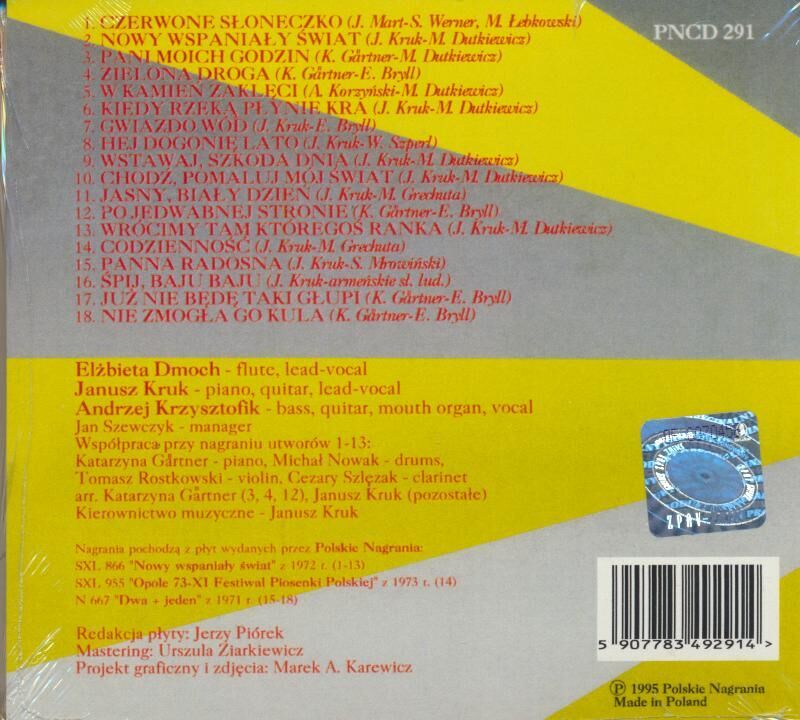 1. CZERWONE SŁONECZKO (J. Mart-S. Werner, M. Łebkowski)
PNCD 291
2. NOWY WSPANIAŁY ŚWIAT (J. Kruk-M. Dutkiewicz)
3. PANI MOICH GODZIN (K. Gårtner-M. Dutkiewicz)
4. ZIELONA DROGA (K. Gårtner-E. Bryll)
5. W KAMIEŃ ZAKLĘCI (A. Korzyński-M. Dutkiewicz)
6. KIEDY RZEKĄ PŁYNIE KRA (J. Kruk-M. Dutkiewicz)
7. GWIAZDO WÓD (J. Kruk-E. Bryll)
8. HEJ DOGONIĘ LATO (J. Kruk-W. Szperl)
9. WSTAWAJ, SZKODA DNIA (J. Kruk-M. Dutkiewicz)
10. CHODŹ, POMALUJ MÓJ ŚWIAT (J. Kruk-M. Dutkiewicz)
11. JASNY, BIAŁY DZIEŃ (J. Kruk-M. Grechuta)
12. PO JEDWABNEJ STRONIE (K. Gårtner-E. Bryll)
13. WRÓCIMY TAM KTÓREGOŚ RANKA (J. Kruk-M. Dutkiewicz)
14. CODZIENNOŚĆ (J. Kruk-M. Grechuta)
15. PANNA RADOSNA (J. Kruk-S. Mrowiński)
16. ŚPIJ, BAJU BAJU (J. Kruk-armeńskie sł. lud.)
17. JUŻ NIE BĘDĘ TAKI GŁUPI (K. Gårtner-E. Bryll)
18. NIE ZMOGŁA GO KULA (K. Gårtner-E. Bryll)
Elżbieta Dmoch - flute, lead-vocal
Janusz Kruk - piano, quitar, lead-vocal
Andrzej Krzysztofik - bass, quitar, mouth organ, vocal
Jan Szewczyk - manager
Współpraca przy nagraniu utworów 1-13:
Katarzyna Gårtner - piano, Michał Nowak - drums,
Tomasz Rostkowski - violin, Cezary Szlęzak - clarinet
arr. Katarzyna Gårtner (3, 4, 12), Janusz Kruk (pozostałe)
Kierownictwo muzyczne - Janusz Kruk
ZPAV
Nagrania pochodzą z płyt wydanych przez Polskie Nagrania:
SXL 866 "Nowy wspaniały świat" z 1972 r. (1-13)
SXL 955 "Opole 73-XI Festiwal Piosenki Polskiej" z 1973 r. (14)
N 667 "Dwa + jeden" z 1971 r. (15-18)
Redakcja płyty: Jerzy Piórek
Mastering: Urszula Ziarkiewicz
Projekt graficzny i zdjęcia: Marek A. Karewicz
5 907783 492914 >
Ⓟ 1995 Polskie Nagrania
Made in Poland